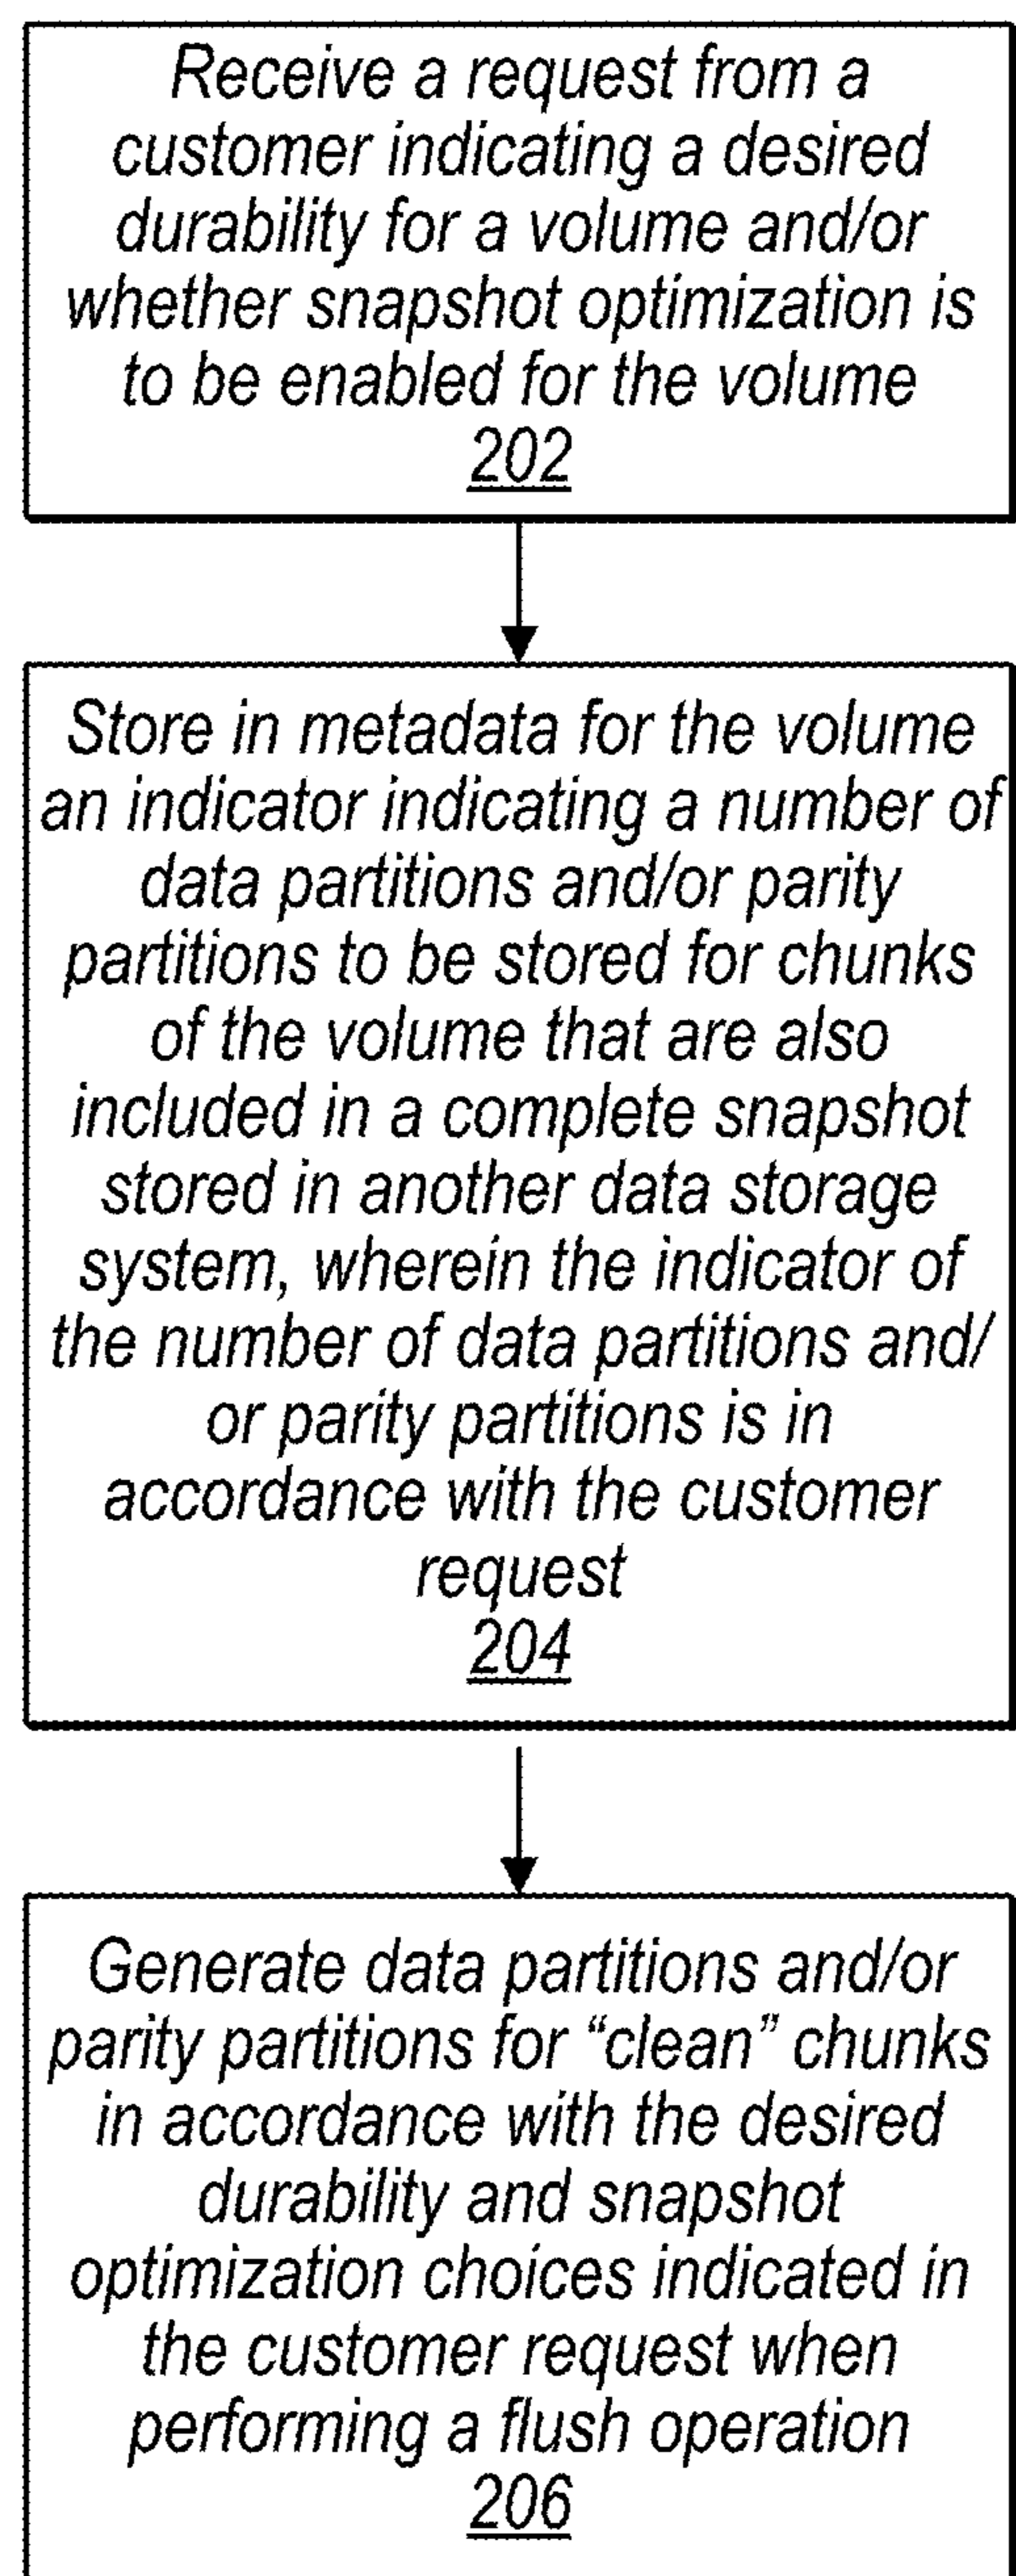 Receive a request from a
customer indicating a desired
durability for a volume and/or
whether snapshot optimization is
to be enabled for the volume
202
Store in metadata for the volume
an indicator indicating a number of
data partitions and/or parity
partitions to be stored for chunks
of the volume that are also
included in a complete snapshot
stored in another data storage
system, wherein the indicator of
the number of data partitions and/
or parity partitions is in
accordance with the customer
request
204
Generate data partitions and/or
parity partitions for “clean” chunks
in accordance with the desired
durability and snapshot
optimization choices indicated in
the customer request when
performing a flush operation
206